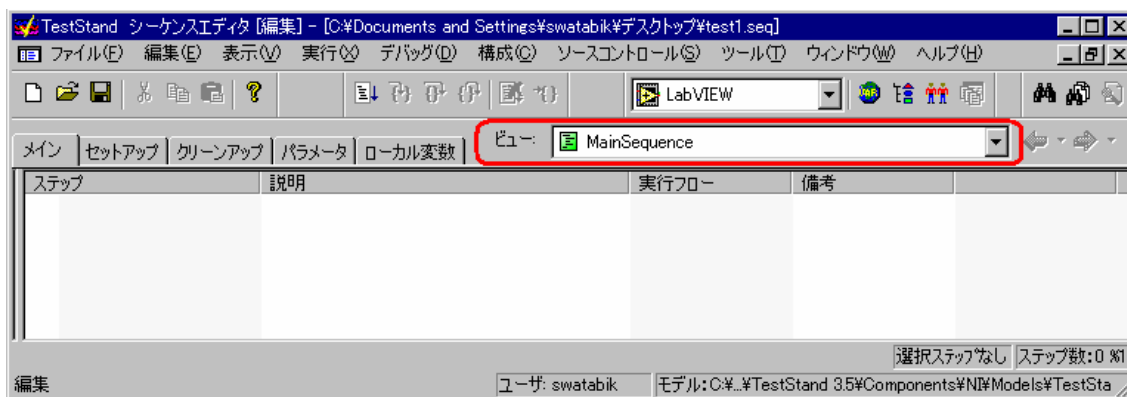 TestStand シーケンスエディタ [編集] - [C:¥Documents and Settings¥swatabik¥デスクトップ¥test1.seq]
ファイル(F) 編集(E) 表示(V) 実行(X) デバッグ(D) 構成(C) ソースコントロール(S) ツール(T) ウィンドウ(W) ヘルプ(H)
LabVIEW
メイン セットアップ クリーンアップ パラメータ ローカル変数 ビュー: MainSequence
ステップ 説明 実行フロー 備考
選択ステップなし ステップ数:0 %1
編集 ユーザ: swatabik モデル:C:¥...¥TestStand 3.5¥Components¥NI¥Models¥TestSta